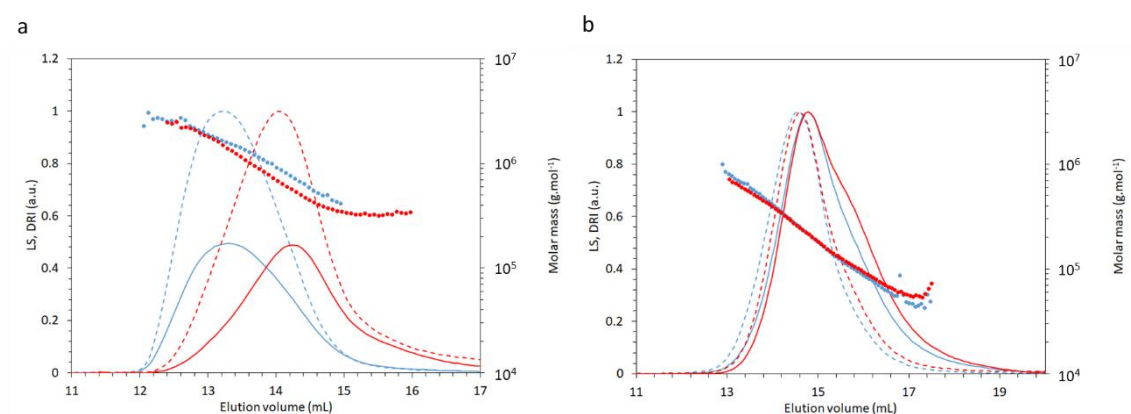 a
1.2
1
0.8
0.6
0.4
0.2
0
LS, DRI (a.u.)
11 12 13 14 15 16 17
Elution volume (mL)
10⁷
10⁶
10⁵
10⁴
Molar mass (g.mol⁻¹)
b
1.2
1
0.8
0.6
0.4
0.2
0
LS, DRI (a.u.)
11 13 15 17 19
Elution volume (mL)
10⁷
10⁶
10⁵
10⁴
Molar mass (g.mol⁻¹)